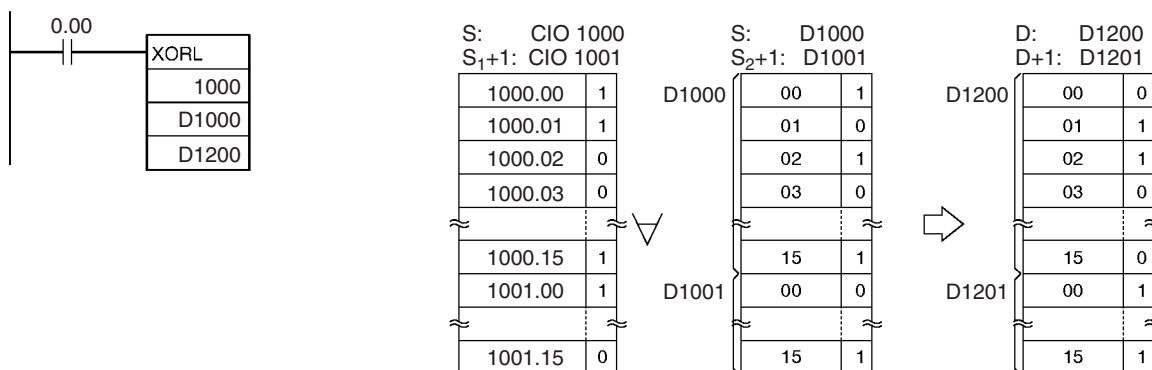 0.00
XORL
1000
D1000
D1200
S: CIO 1000
S1+1: CIO 1001
1000.00 1
1000.01 1
1000.02 0
1000.03 0
1000.15 1
1001.00 1
1001.15 0
∀
S: D1000
S2+1: D1001
D1000 00 1
01 0
02 1
03 0
15 1
D1001 00 0
15 1
D: D1200
D+1: D1201
D1200 00 0
01 1
02 1
03 0
15 0
D1201 00 1
15 1